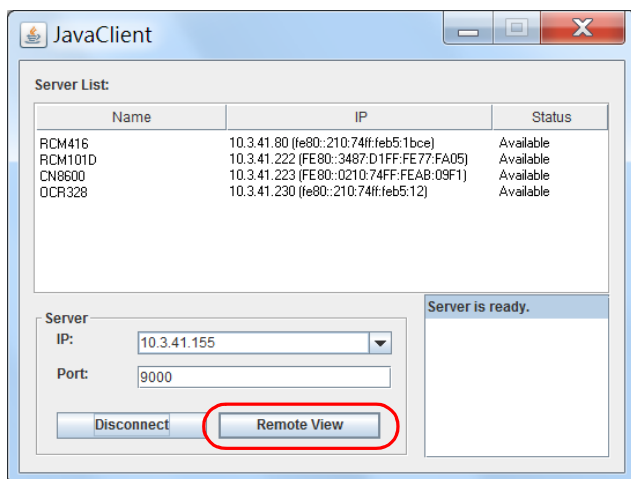 JavaClient
Server List:
Name IP Status
RCM416 10.3.41.80 (fe80::210:74ff:feb5:1bce) Available
RCM101D 10.3.41.222 (FE80::3487:D1FF:FE77:FA05) Available
CN8600 10.3.41.223 (FE80::0210:74FF:FEAB:09F1) Available
OCR328 10.3.41.230 (fe80::210:74ff:feb5:12) Available
Server
Server is ready.
IP: 10.3.41.155
Port: 9000
Disconnect Remote View